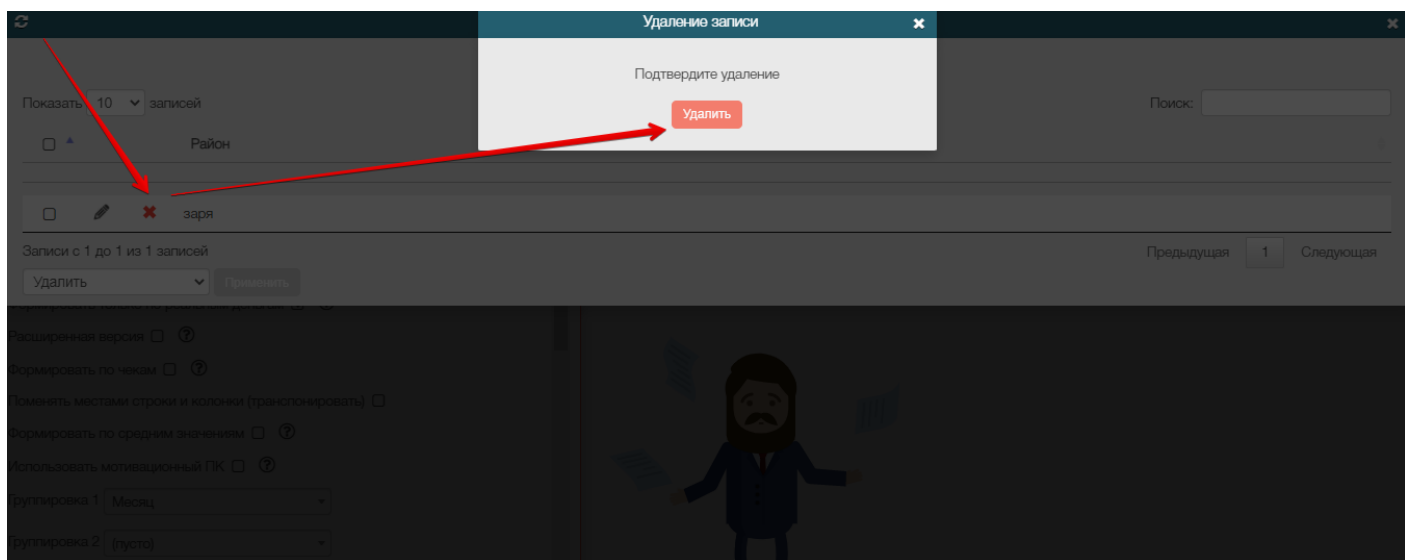 Удаление записи
Подтвердите удаление
Удалить
Показать 10 записей
Поиск:
Район
заря
Записи с 1 до 1 из 1 записей
Предыдущая 1 Следующая
Удалить Применить
Расширенная версия
Формировать по чекам
Поменять местами строки и колонки (транспонировать)
Формировать по средним значениям
Использовать мотивационный ПК
Группировка 1 Месяц
Группировка 2 (пусто)